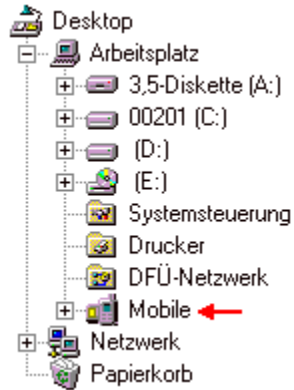 Desktop
Arbeitsplatz
3,5-Diskette (A:)
00201 (C:)
(D:)
(E:)
Systemsteuerung
Drucker
DFÜ-Netzwerk
Mobile
Netzwerk
Papierkorb